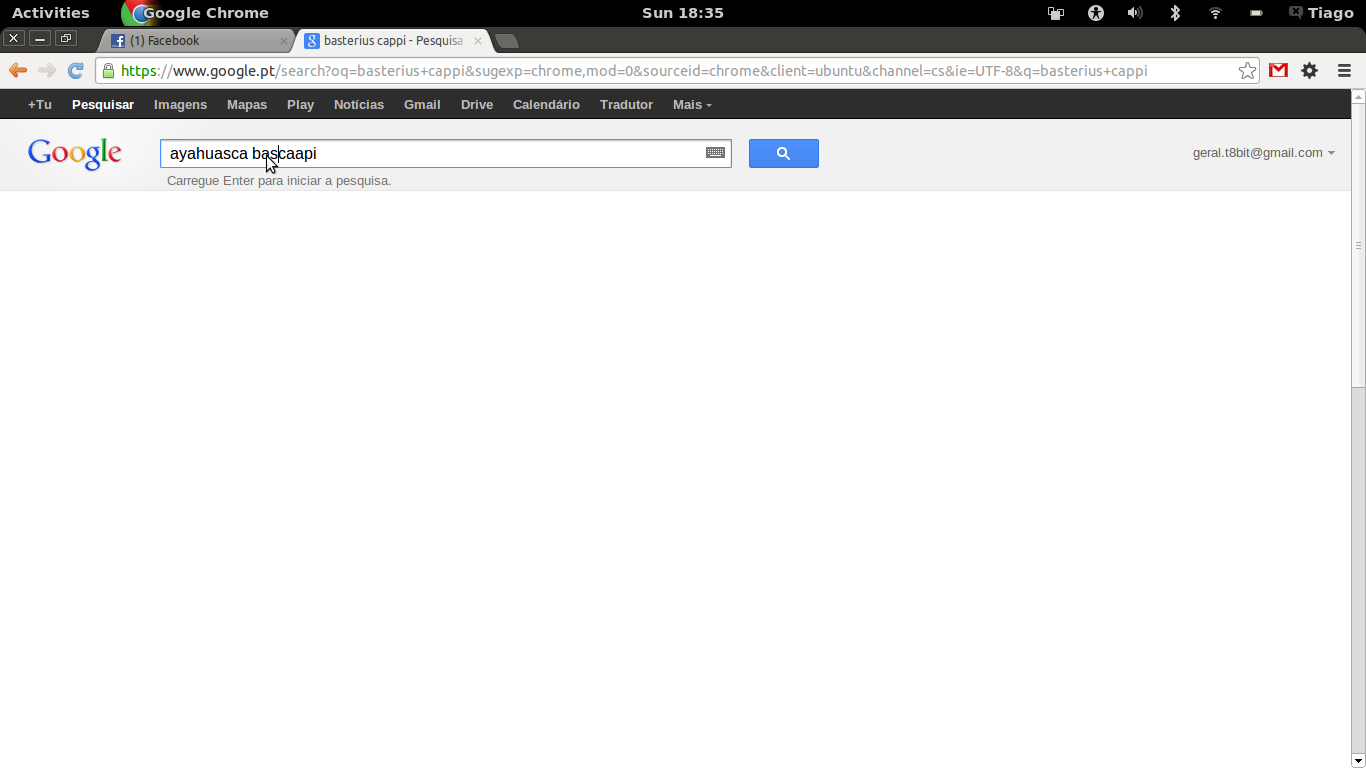 Activities Google Chrome Sun 18:35 Tiago
(1) Facebook basterius cappi - Pesquisa
https://www.google.pt/search?oq=basterius+cappi&sugexp=chrome,mod=0&sourceid=chrome&client=ubuntu&channel=cs&ie=UTF-8&q=basterius+cappi
+Tu Pesquisar Imagens Mapas Play Notícias Gmail Drive Calendário Tradutor Mais
Google ayahuasca bascaapi geral.t8bit@gmail.com
Carregue Enter para iniciar a pesquisa.